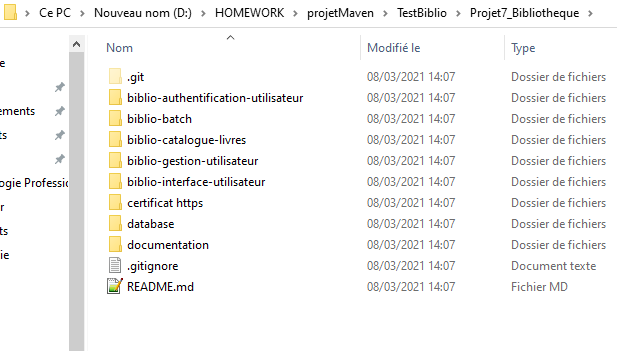 Ce PC > Nouveau nom (D:) > HOMEWORK > projetMaven > TestBiblio > Projet7_Bibliotheque >
Nom Modifié le Type
.git 08/03/2021 14:07 Dossier de fichiers
biblio-authentification-utilisateur 08/03/2021 14:07 Dossier de fichiers
biblio-batch 08/03/2021 14:07 Dossier de fichiers
biblio-catalogue-livres 08/03/2021 14:07 Dossier de fichiers
biblio-gestion-utilisateur 08/03/2021 14:07 Dossier de fichiers
biblio-interface-utilisateur 08/03/2021 14:07 Dossier de fichiers
certificat https 08/03/2021 14:07 Dossier de fichiers
database 08/03/2021 14:07 Dossier de fichiers
documentation 08/03/2021 14:07 Dossier de fichiers
.gitignore 08/03/2021 14:07 Document texte
README.md 08/03/2021 14:07 Fichier MD
e
ements
ts
ogie Professio
r
ts
ie